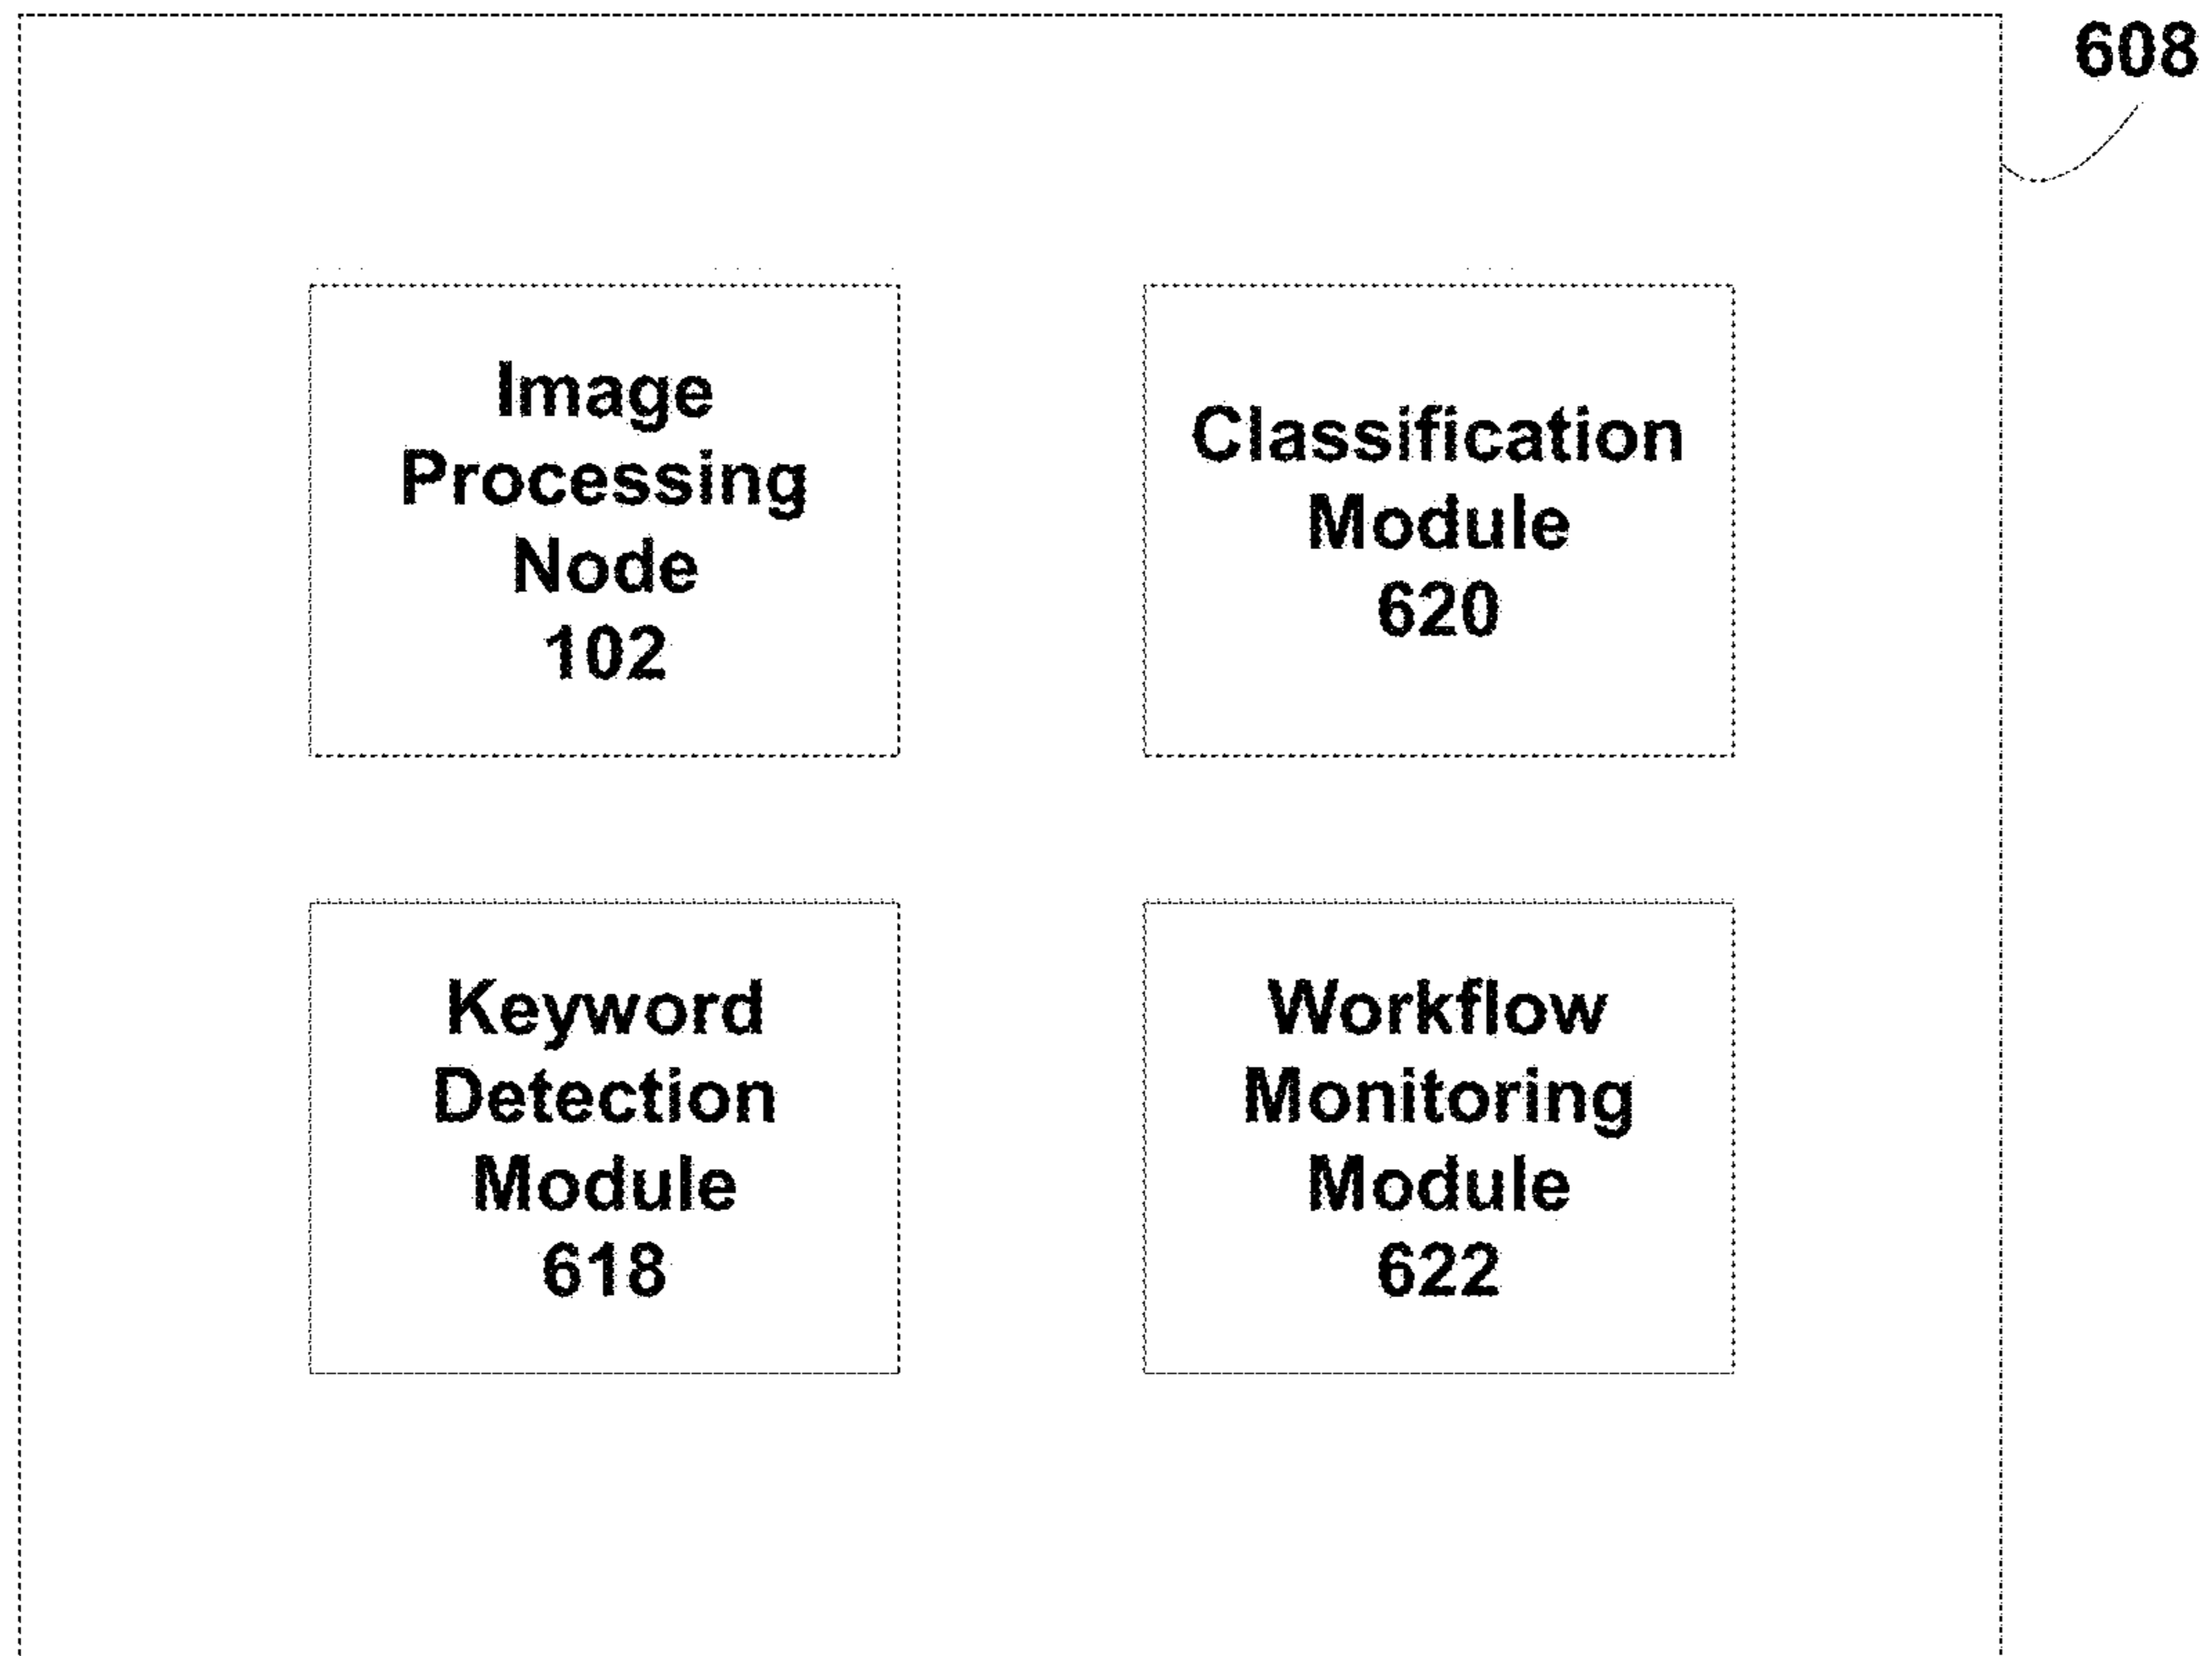 608
Image
Processing
Node
102
Classification
Module
620
Keyword
Detection
Module
618
Workflow
Monitoring
Module
622